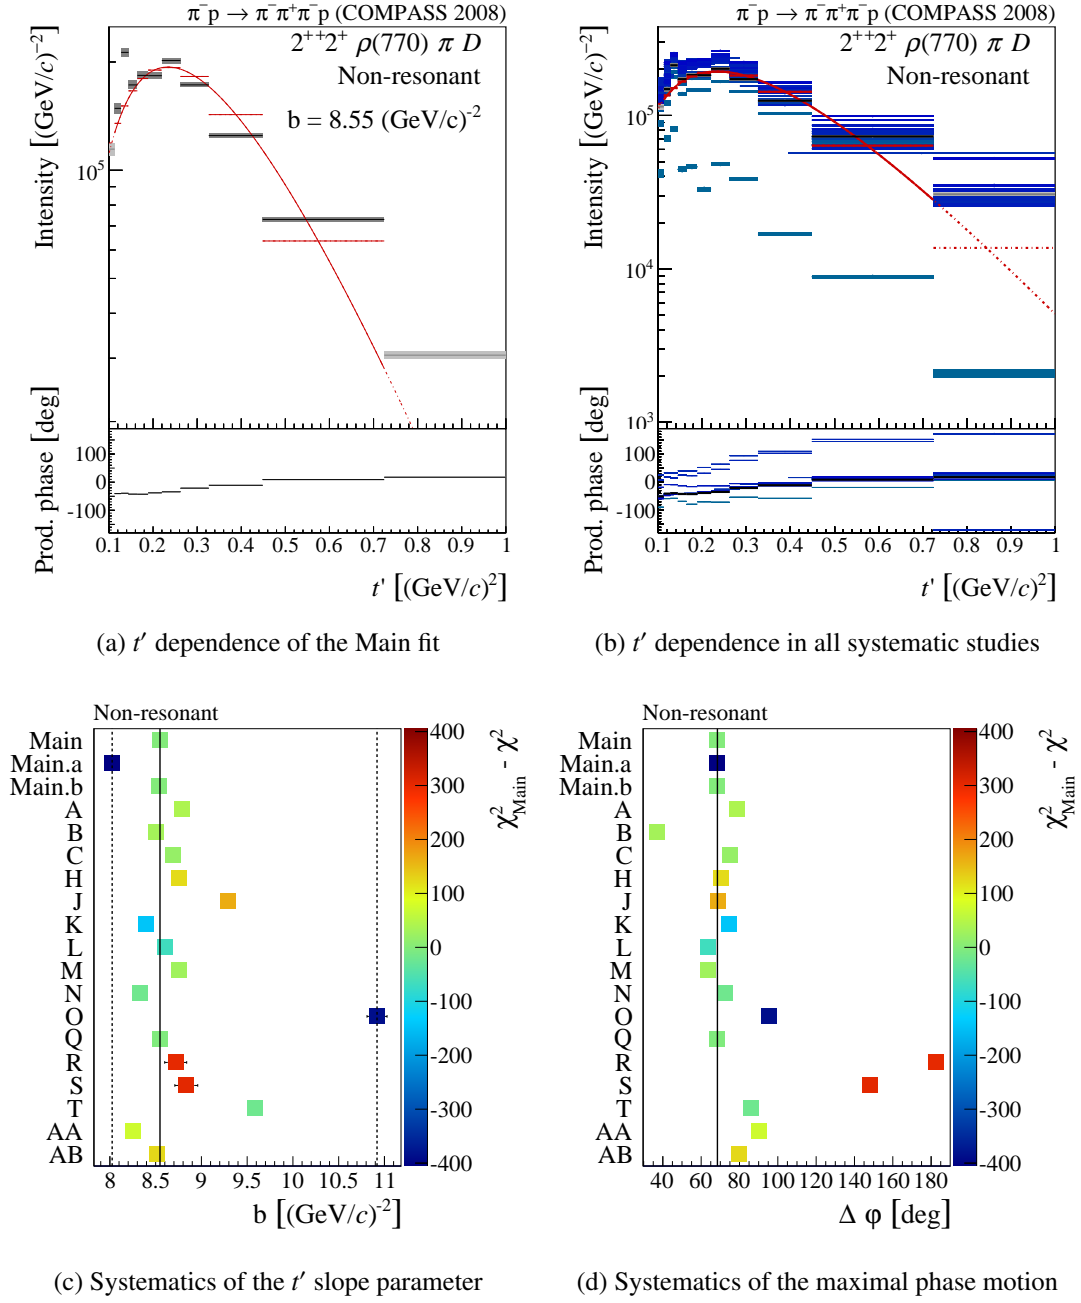 π⁻p → π⁻π⁺π⁻p (COMPASS 2008)
2⁺⁺2⁺ ρ(770) π D
Non-resonant
b = 8.55 (GeV/c)⁻²
Intensity [(GeV/c)⁻²]
10⁵
Prod. phase [deg]
100
0
-100
0.1 0.2 0.3 0.4 0.5 0.6 0.7 0.8 0.9 1
t' [(GeV/c)²]
(a) t′ dependence of the Main fit
π⁻p → π⁻π⁺π⁻p (COMPASS 2008)
2⁺⁺2⁺ ρ(770) π D
Non-resonant
Intensity [(GeV/c)⁻²]
10⁵
10⁴
10³
Prod. phase [deg]
100
0
-100
0.1 0.2 0.3 0.4 0.5 0.6 0.7 0.8 0.9 1
t' [(GeV/c)²]
(b) t′ dependence in all systematic studies
Non-resonant
Main
Main.a
Main.b
A
B
C
H
J
K
L
M
N
O
Q
R
S
T
AA
AB
8 8.5 9 9.5 10 10.5 11
b [(GeV/c)⁻²]
400
300
200
100
0
-100
-200
-300
-400
χ²Main - χ²
(c) Systematics of the t′ slope parameter
Non-resonant
Main
Main.a
Main.b
A
B
C
H
J
K
L
M
N
O
Q
R
S
T
AA
AB
40 60 80 100 120 140 160 180
Δ φ [deg]
400
300
200
100
0
-100
-200
-300
-400
χ²Main - χ²
(d) Systematics of the maximal phase motion